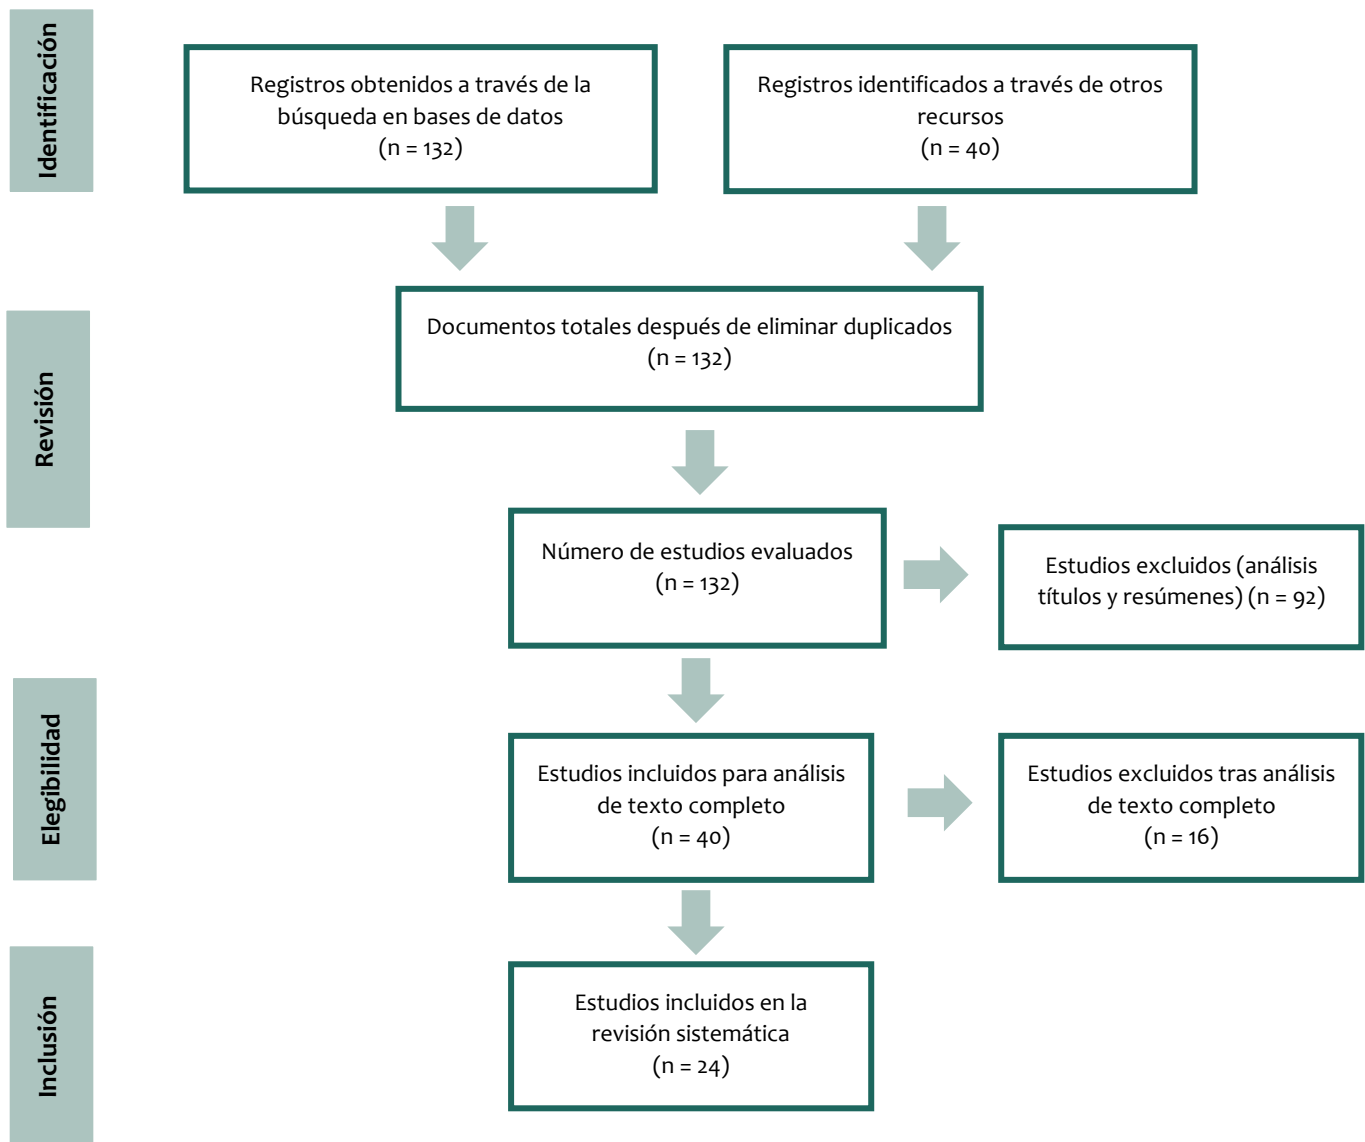 Identificación
Registros obtenidos a través de la
búsqueda en bases de datos
(n = 132)
Registros identificados a través de otros
recursos
(n = 40)
Revisión
Documentos totales después de eliminar duplicados
(n = 132)
Número de estudios evaluados
(n = 132)
Estudios excluidos (análisis
títulos y resúmenes) (n = 92)
Elegibilidad
Estudios incluidos para análisis
de texto completo
(n = 40)
Estudios excluidos tras análisis
de texto completo
(n = 16)
Inclusión
Estudios incluidos en la
revisión sistemática
(n = 24)